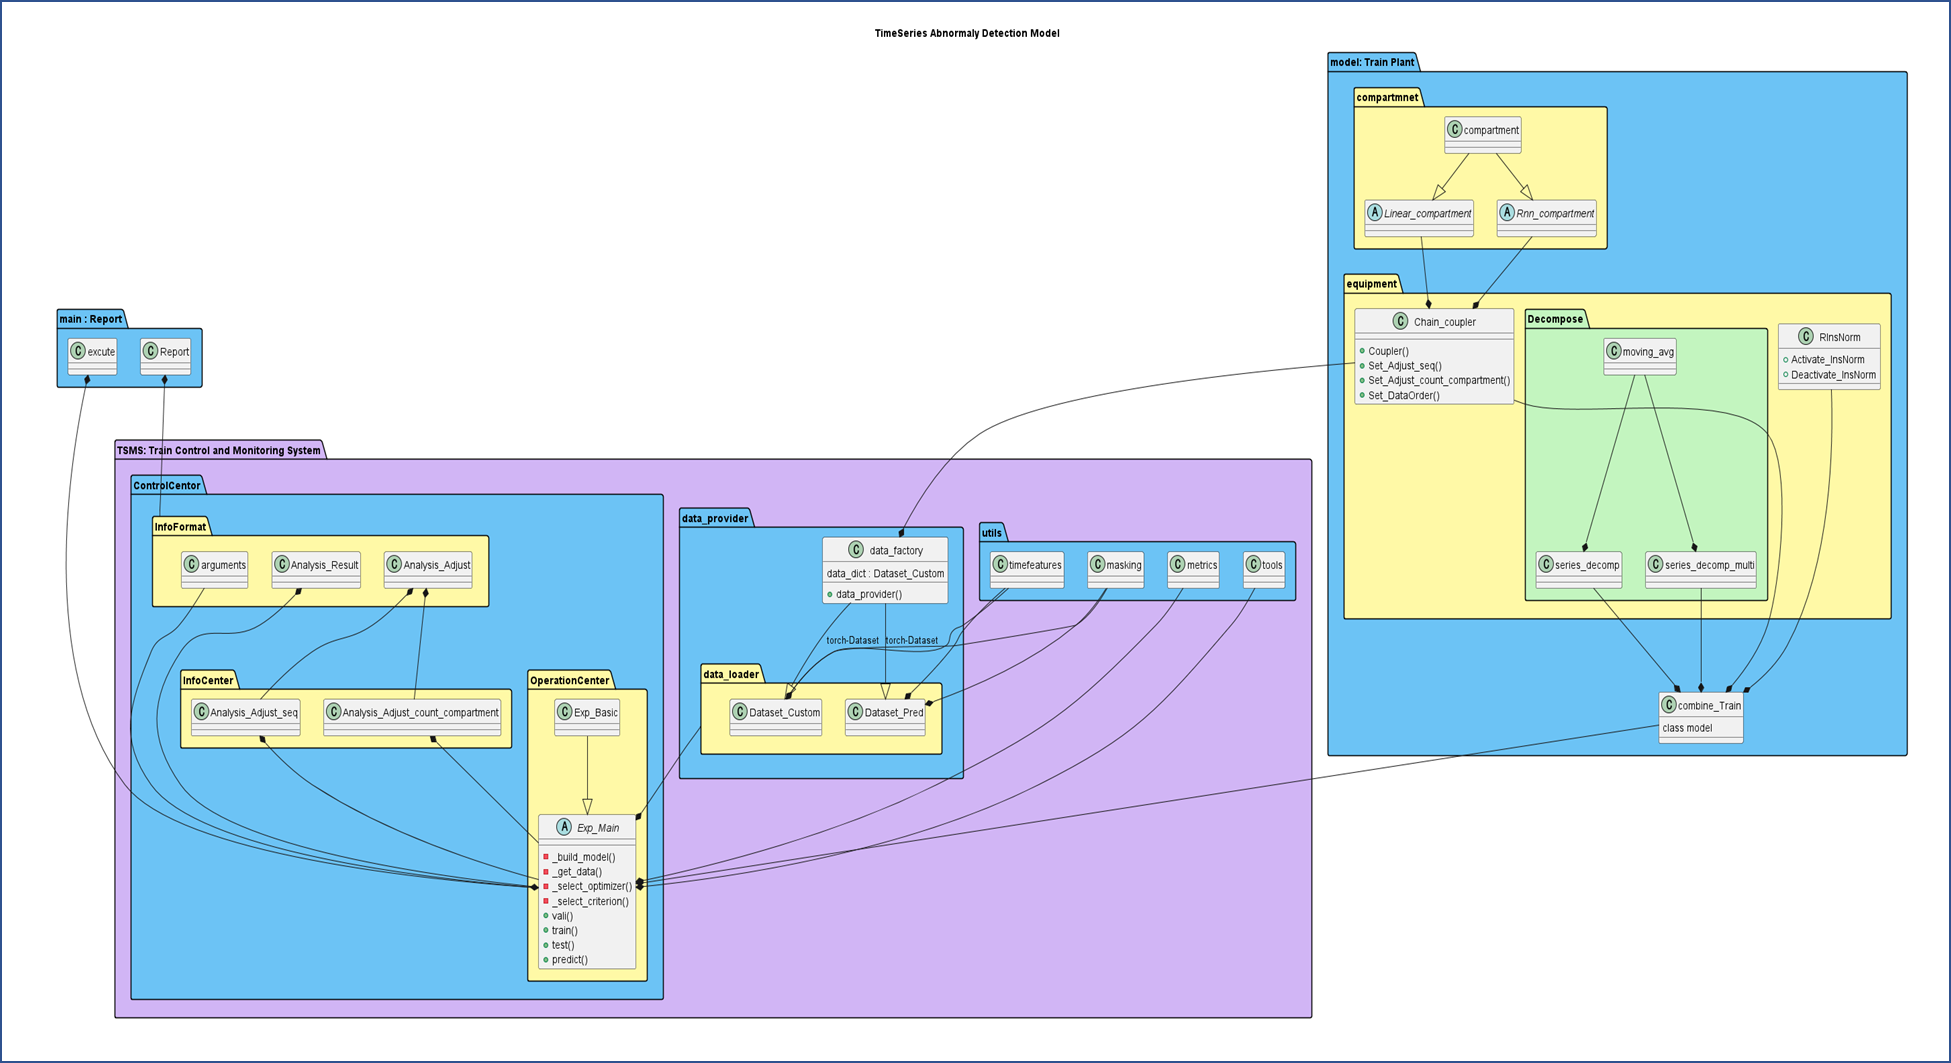 TimeSeries Abnormaly Detection Model
model: Train Plant
compartmnet
C compartment
A Linear_compartment
A Rnn_compartment
equipment
C Chain_coupler
Coupler()
Set_Adjust_seq()
Set_Adjust_count_compartment()
Set_DataOrder()
Decompose
C moving_avg
C series_decomp
C series_decomp_multi
C RInsNorm
Activate_InsNorm
Deactivate_InsNorm
C combine_Train
class model
main : Report
C excute
C Report
TSMS: Train Control and Monitoring System
ControlCentor
InfoFormat
C arguments
C Analysis_Result
C Analysis_Adjust
InfoCenter
C Analysis_Adjust_seq
C Analysis_Adjust_count_compartment
OperationCenter
C Exp_Basic
A Exp_Main
_build_model()
_get_data()
_select_optimizer()
_select_criterion()
vali()
train()
test()
predict()
data_provider
C data_factory
data_dict : Dataset_Custom
data_provider()
torch-Dataset
torch-Dataset
data_loader
C Dataset_Custom
C Dataset_Pred
utils
C timefeatures
C masking
C metrics
C tools